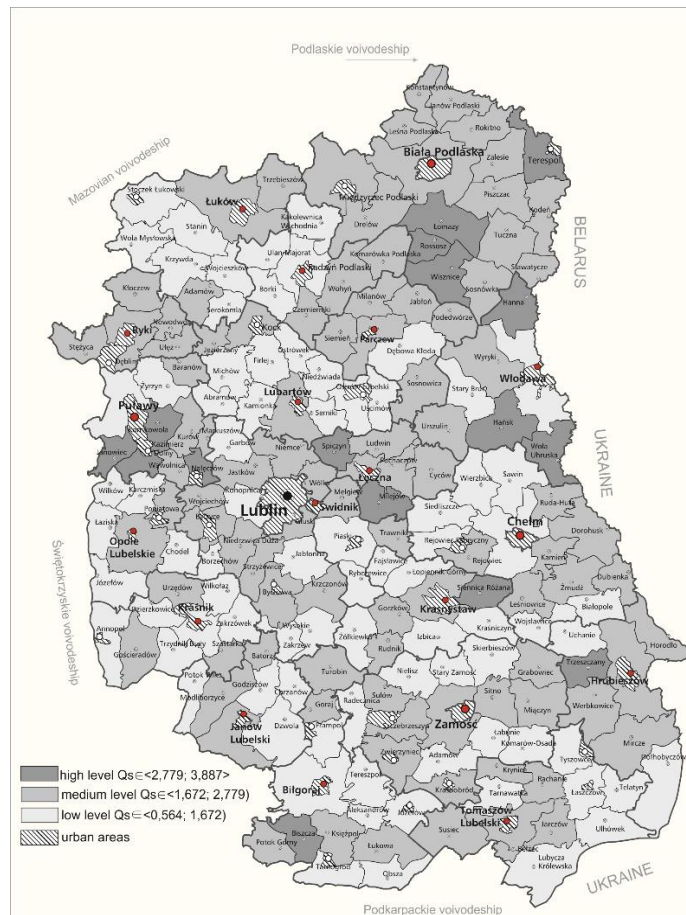 Podlaskie voivodeship
Konstantynów
Janów Podlaski
Leśna Podlaska
Rokitno
Biała Podlaska
Zalesie
Terespol
Mazovian voivodeship
Stoczek Łukowski
Trzebieszów
Międzyrzec Podlaski
Piszczac
Kodeń
Łuków
Kąkolewnica
Wschodnia
Drelów
Łomazy
Tuczna
BELARUS
Stanin
Wola Mysłowska
Ulan-Majorat
Radzyń Podlaski
Komarówka Podlaska
Rossosz
Wisznice
Sławatycze
Krzywda
Wojcieszków
Borki
Wohyń
Milanów
Jabłoń
Sosnówka
Hanna
Kłoczew
Adamów
Serokomla
Czemierniki
Podedwórze
Ryki
Nowodwór
Kock
Siemień
Parczew
Stężyca
Dęblin
Ułęż
Jeziorzany
Ostrówek
Dębowa Kłoda
Wyryki
Baranów
Michów
Firlej
Niedźwiada
Włodawa
Żyrzyn
Abramów
Lubartów
Uścimów
Sosnowica
Stary Brus
Puławy
Kamionka
Serniki
Markuszów
Urszulin
Hańsk
Kurów
Garbów
Niemce
Spiczyn
Ludwin
Wola
Uhruska
UKRAINE
Kazimierz
Dolny
Wąwolnica
Nałęczów
Jastków
Łęczna
Cyców
Sawin
Wierzbica
Wilków
Karczmiska
Wojciechów
Konopnica
Lublin
Świdnik
Mełgiew
Milejów
Siedliszcze
Ruda-Huta
Chełm
Łaziska
Poniatowa
Opole
Lubelskie
Niedrzwica Duża
Piaski
Trawniki
Dorohusk
Chodel
Borzechów
Strzyżewice
Jabłonna
Fajsławice
Rejowiec
Kamień
Świętokrzyskie voivodeship
Józefów
Urzędów
Wilkołaz
Bychawa
Krzczonów
Rybczewice
Łopiennik Górny
Siennica Różana
Żmudź
Dubienka
Kraśnik
Zakrzówek
Krasnystaw
Leśniowice
Białopole
Annopol
Dzierzkowice
Wysokie
Gorzków
Wojsławice
Gościeradów
Trzydnik Duży
Szastarka
Zakrzew
Żółkiewka
Izbica
Kraśniczyn
Uchanie
Horodło
Batorz
Rudnik
Skierbieszów
Trzeszczany
Hrubieszów
Potok Wlk.
Godziszów
Turobin
Nielisz
Stary Zamość
Grabowiec
Modliborzyce
Chrzanów
Goraj
Radecznica
Sułów
Sitno
Werbkowice
Janów
Lubelski
Dzwola
Frampol
Szczebrzeszyn
Zamość
Miączyn
Mircze
Zwierzyniec
Łabunie
Komarów-Osada
Tyszowce
Dołhobyczów
Adamów
Biłgoraj
Tereszpol
Krynice
Rachanie
Telatyn
Krasnobród
Tarnawatka
Łaszczów
Aleksandrów
Józefów
Tomaszów
Lubelski
Ulhówek
Biszcza
Księżpol
Susiec
Jarczów
Potok Górny
Łukowa
Bełżec
Tarnogród
Obsza
Lubycza
Królewska
UKRAINE
Podkarpackie voivodeship
high level Qs∈<2,779; 3,887>
medium level Qs∈<1,672; 2,779)
low level Qs∈<0,564; 1,672)
urban areas